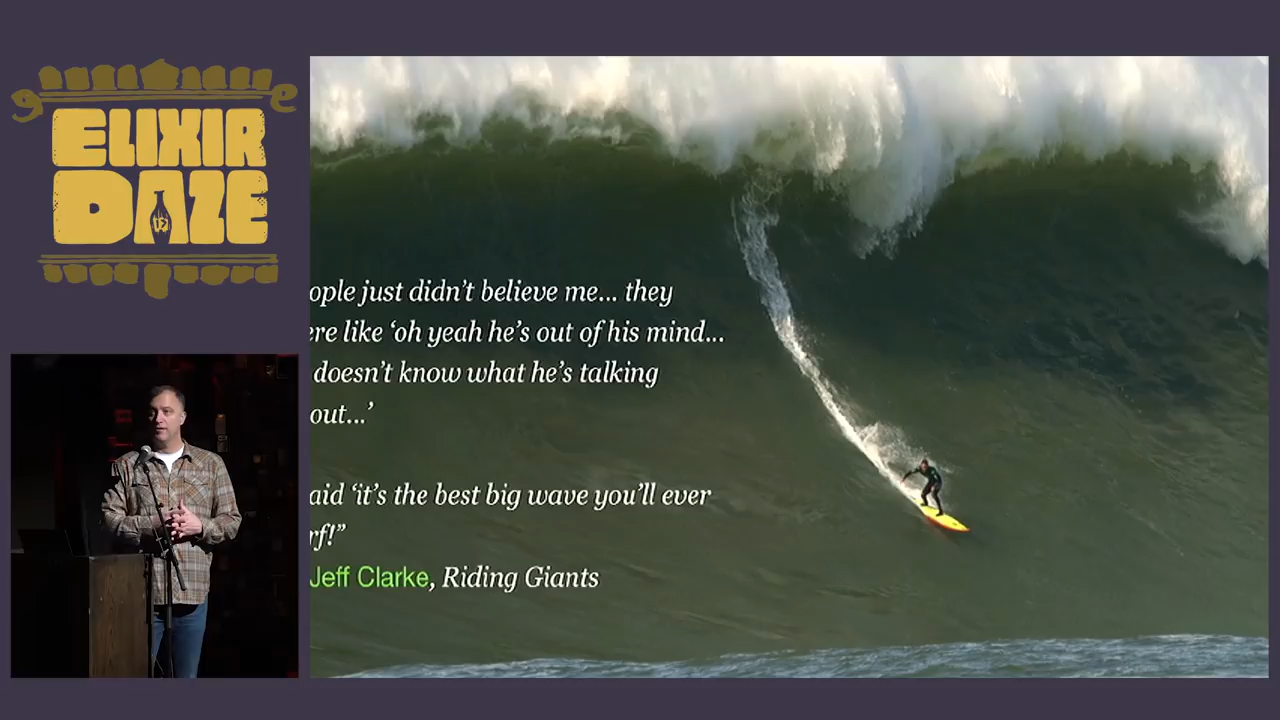 ELIXIR
DAZE
ople just didn't believe me... they
ere like 'oh yeah he's out of his mind...
doesn't know what he's talking
out...'
aid 'it's the best big wave you'll ever
rf!"
Jeff Clarke, Riding Giants